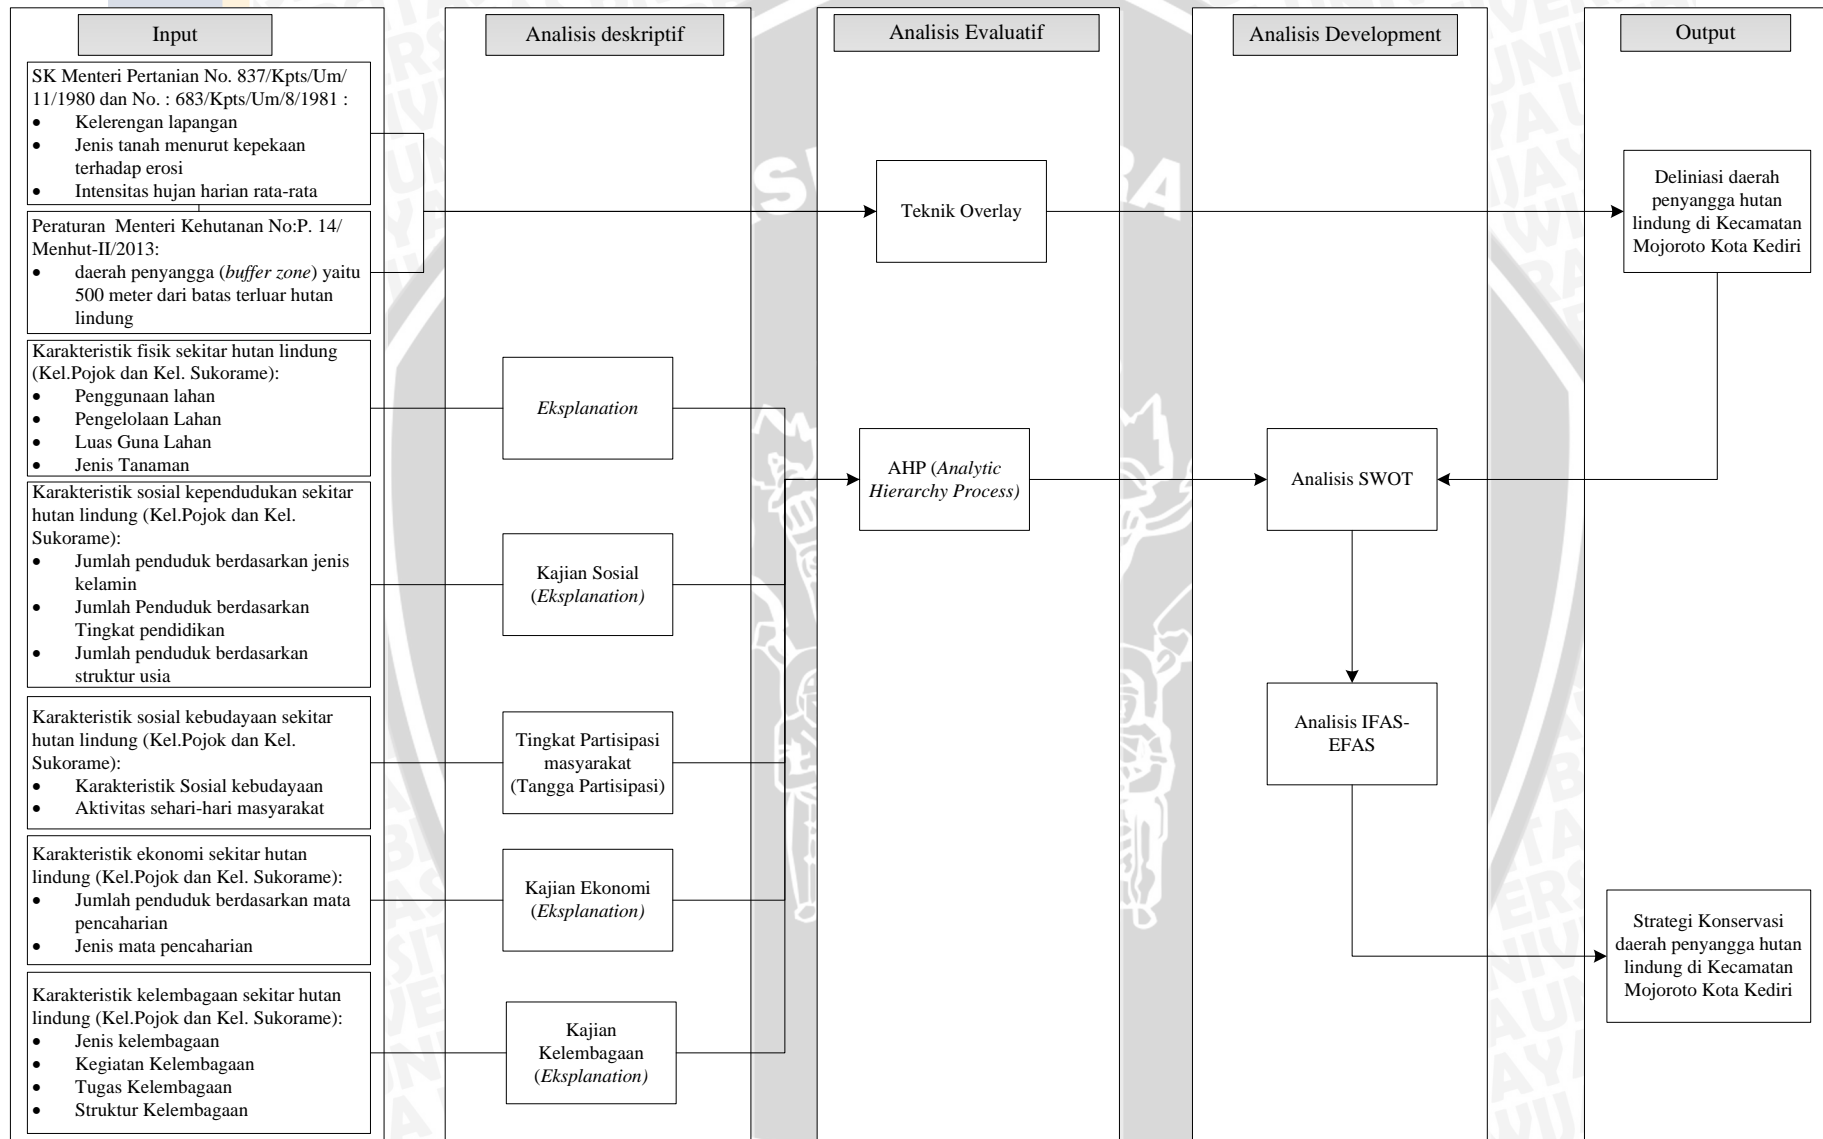 Input
SK Menteri Pertanian No. 837/Kpts/Um/
11/1980 dan No. : 683/Kpts/Um/8/1981 :
• Kelerengan lapangan
• Jenis tanah menurut kepekaan
terhadap erosi
• Intensitas hujan harian rata-rata
Peraturan Menteri Kehutanan No:P. 14/
Menhut-II/2013:
• daerah penyangga (buffer zone) yaitu
500 meter dari batas terluar hutan
lindung
Karakteristik fisik sekitar hutan lindung
(Kel.Pojok dan Kel. Sukorame):
• Penggunaan lahan
• Pengelolaan Lahan
• Luas Guna Lahan
• Jenis Tanaman
Karakteristik sosial kependudukan sekitar
hutan lindung (Kel.Pojok dan Kel.
Sukorame):
• Jumlah penduduk berdasarkan jenis
kelamin
• Jumlah Penduduk berdasarkan
Tingkat pendidikan
• Jumlah penduduk berdasarkan
struktur usia
Karakteristik sosial kebudayaan sekitar
hutan lindung (Kel.Pojok dan Kel.
Sukorame):
• Karakteristik Sosial kebudayaan
• Aktivitas sehari-hari masyarakat
Karakteristik ekonomi sekitar hutan
lindung (Kel.Pojok dan Kel. Sukorame):
• Jumlah penduduk berdasarkan mata
pencaharian
• Jenis mata pencaharian
Karakteristik kelembagaan sekitar hutan
lindung (Kel.Pojok dan Kel. Sukorame):
• Jenis kelembagaan
• Kegiatan Kelembagaan
• Tugas Kelembagaan
• Struktur Kelembagaan
Analisis deskriptif
Eksplanation
Kajian Sosial
(Eksplanation)
Tingkat Partisipasi
masyarakat
(Tangga Partisipasi)
Kajian Ekonomi
(Eksplanation)
Kajian
Kelembagaan
(Eksplanation)
Analisis Evaluatif
Teknik Overlay
AHP (Analytic
Hierarchy Process)
Analisis Development
Analisis SWOT
Analisis IFAS-
EFAS
Output
Deliniasi daerah
penyangga hutan
lindung di Kecamatan
Mojoroto Kota Kediri
Strategi Konservasi
daerah penyangga hutan
lindung di Kecamatan
Mojoroto Kota Kediri